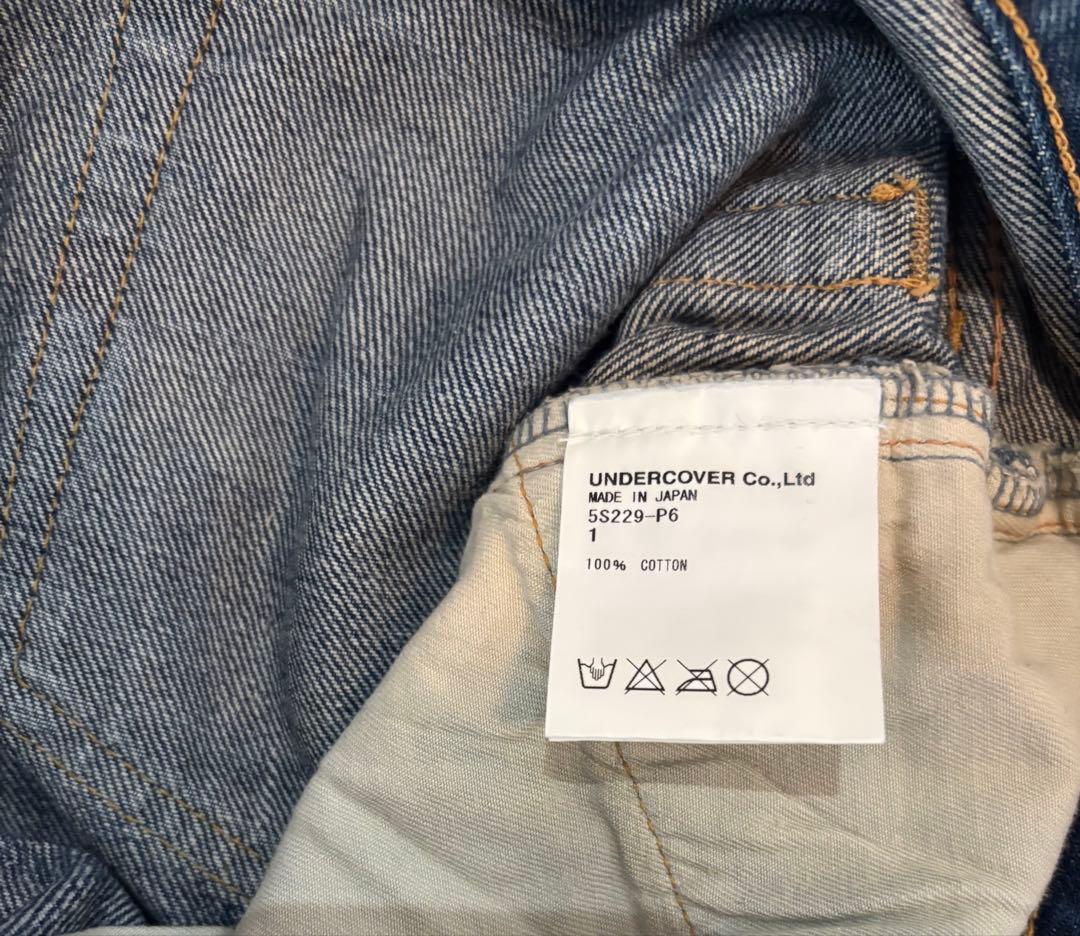 UNDERCOVER Co.,Ltd
MADE IN JAPAN
5S229-P6
1
100% COTTON